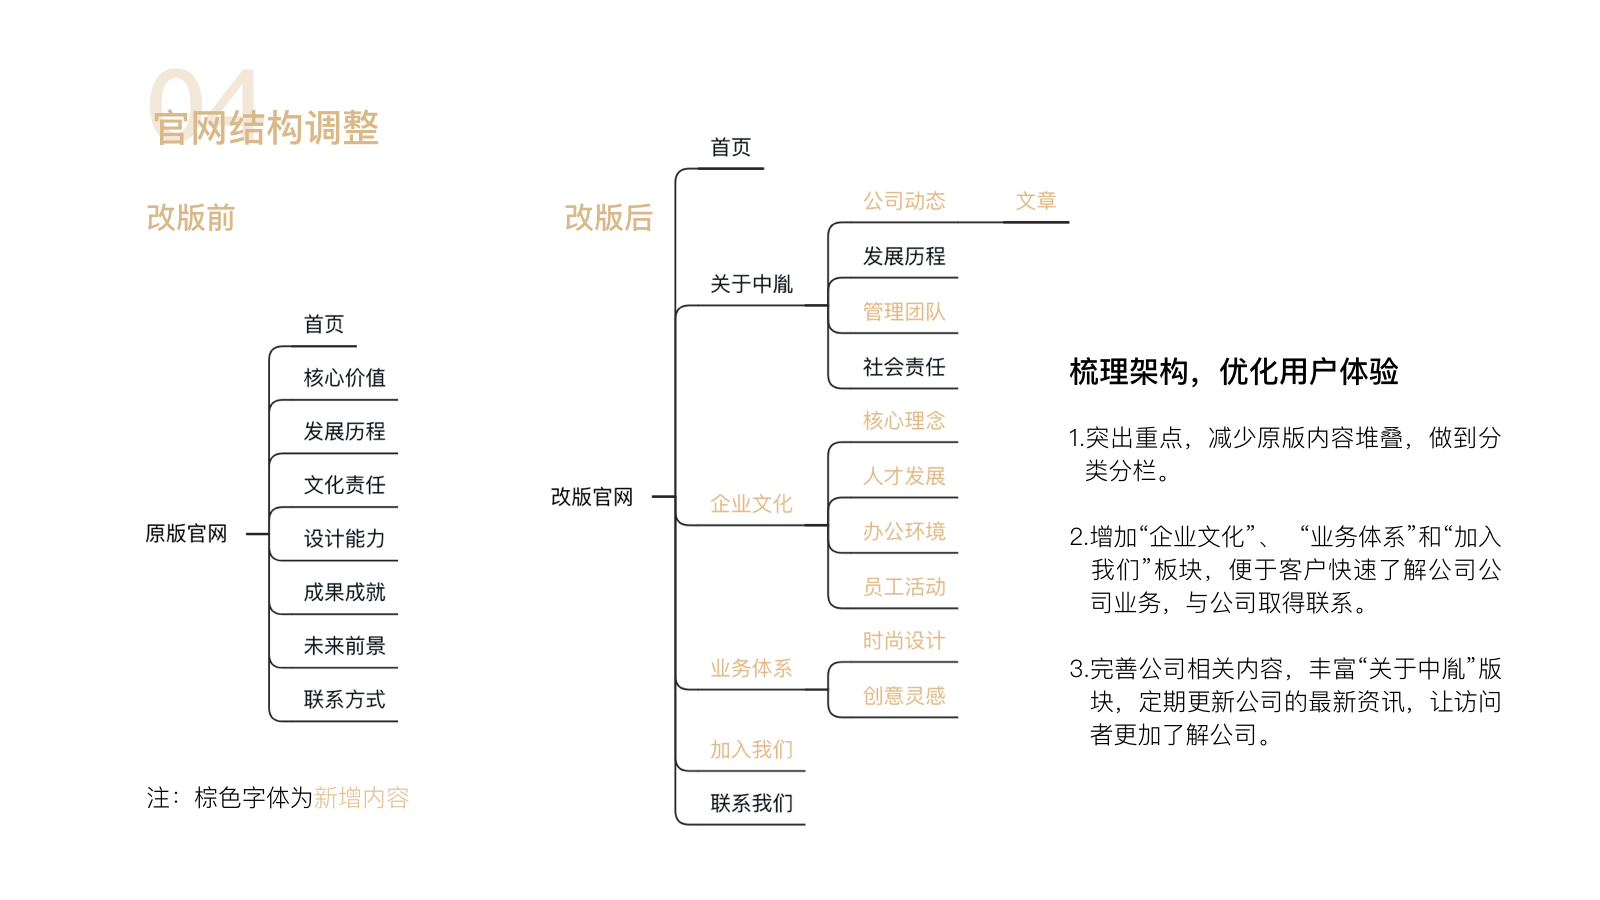 04
官网结构调整
改版前
原版官网
首页
核心价值
发展历程
文化责任
设计能力
成果成就
未来前景
联系方式
注：棕色字体为新增内容
改版后
改版官网
首页
关于中胤
公司动态
文章
发展历程
管理团队
社会责任
企业文化
核心理念
人才发展
办公环境
员工活动
业务体系
时尚设计
创意灵感
加入我们
联系我们
梳理架构，优化用户体验
1.突出重点，减少原版内容堆叠，做到分
类分栏。
2.增加“企业文化”、 “业务体系”和“加入
我们”板块，便于客户快速了解公司公
司业务，与公司取得联系。
3.完善公司相关内容，丰富“关于中胤”版
块，定期更新公司的最新资讯，让访问
者更加了解公司。